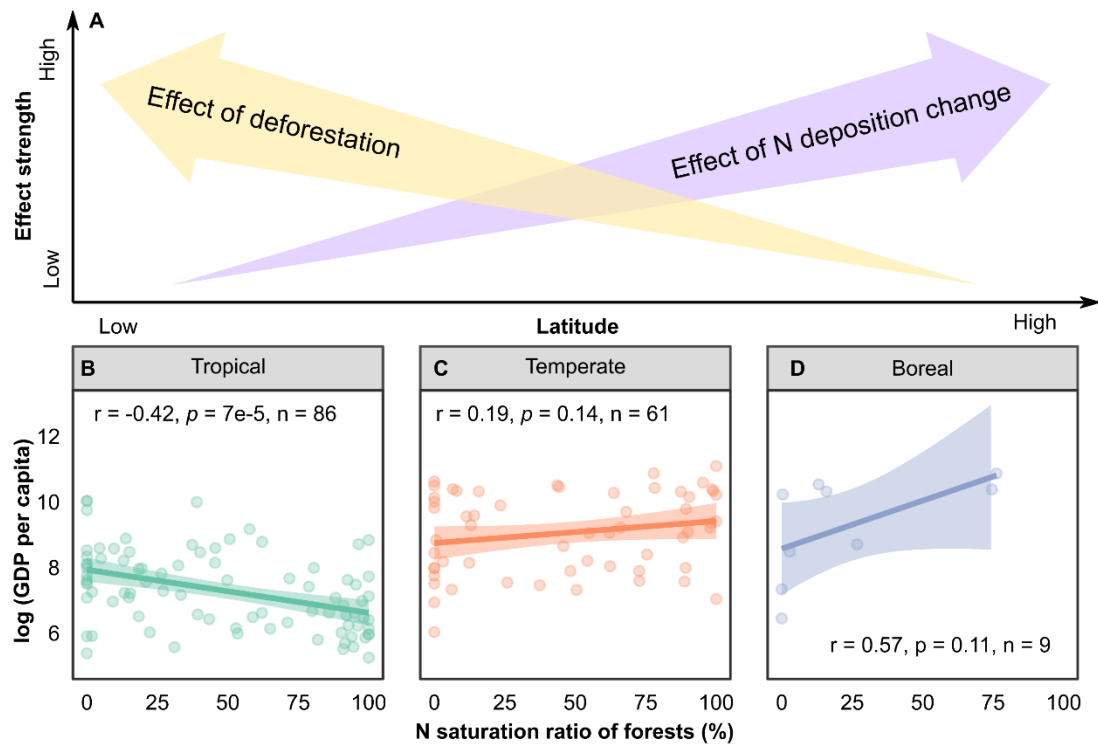 A
High
Low
Effect strength
Effect of deforestation
Effect of N deposition change
Low
Latitude
High
B
Tropical
C
Temperate
D
Boreal
r = -0.42, p = 7e-5, n = 86
r = 0.19, p = 0.14, n = 61
r = 0.57, p = 0.11, n = 9
log (GDP per capita)
12
10
8
6
0 25 50 75 100
0 25 50 75 100
0 25 50 75 100
N saturation ratio of forests (%)